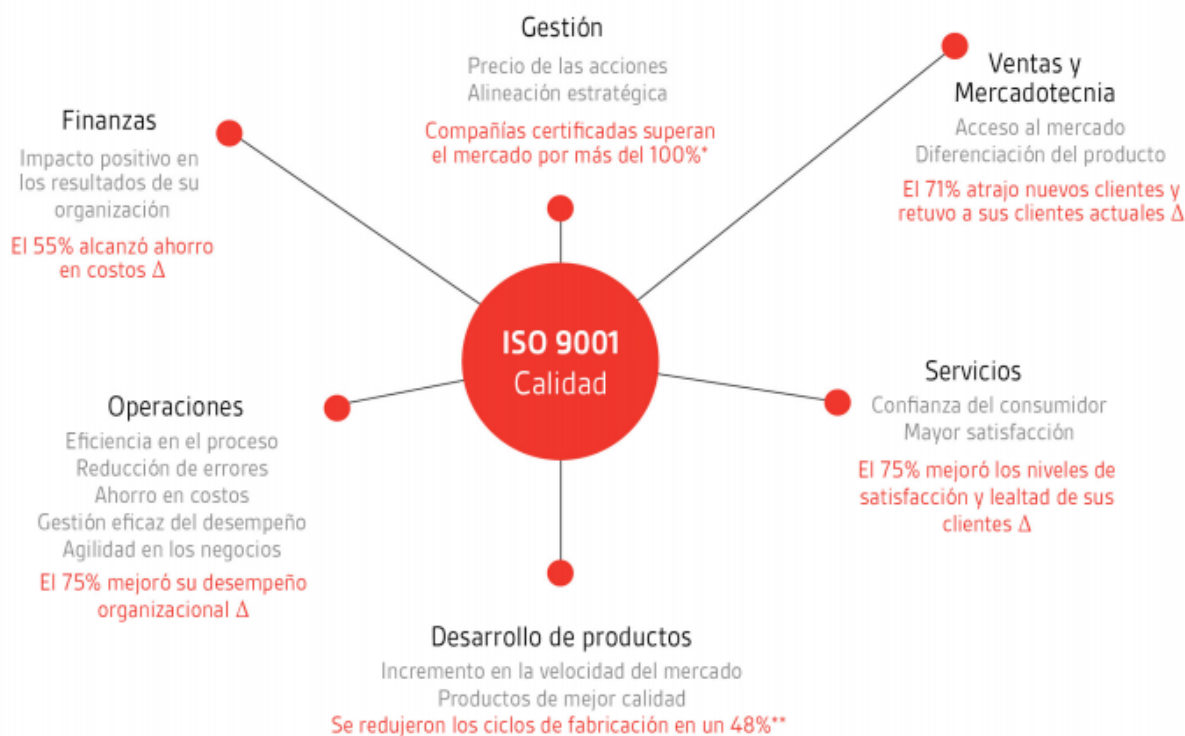 Gestión
Precio de las acciones
Alineación estratégica
Compañías certificadas superan
el mercado por más del 100%*
Ventas y
Mercadotecnia
Acceso al mercado
Diferenciación del producto
El 71% atrajo nuevos clientes y
retuvo a sus clientes actuales Δ
Finanzas
Impacto positivo en
los resultados de su
organización
El 55% alcanzó ahorro
en costos Δ
ISO 9001
Calidad
Operaciones
Eficiencia en el proceso
Reducción de errores
Ahorro en costos
Gestión eficaz del desempeño
Agilidad en los negocios
El 75% mejoró su desempeño
organizacional Δ
Servicios
Confianza del consumidor
Mayor satisfacción
El 75% mejoró los niveles de
satisfacción y lealtad de sus
clientes Δ
Desarrollo de productos
Incremento en la velocidad del mercado
Productos de mejor calidad
Se redujeron los ciclos de fabricación en un 48%**